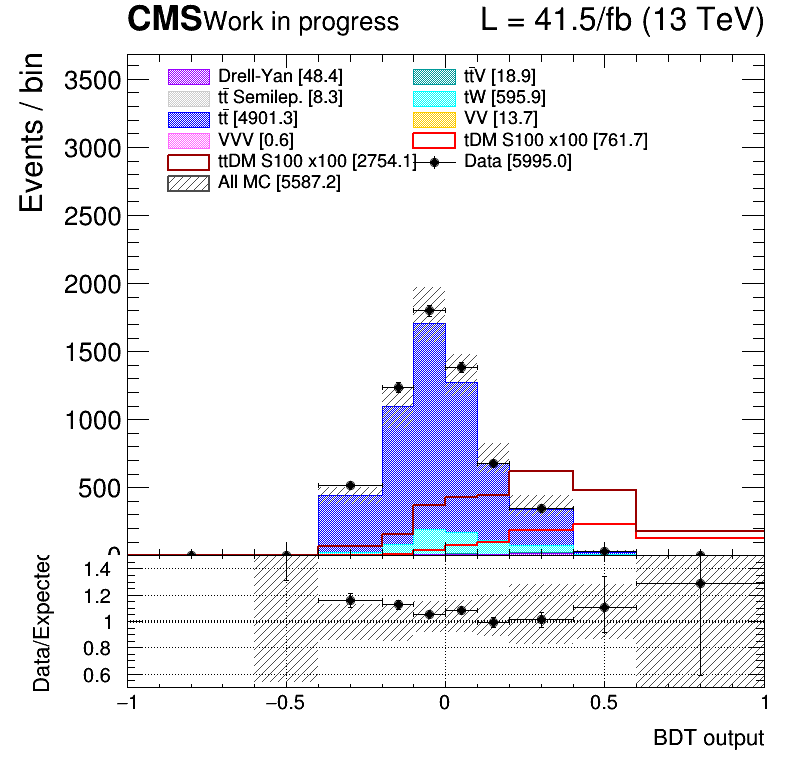 CMS Work in progress L = 41.5/fb (13 TeV)
Events / bin
3500
3000
2500
2000
1500
1000
500
0
Drell-Yan [48.4] tt̄V [18.9]
tt̄ Semilep. [8.3] tW [595.9]
tt̄ [4901.3] VV [13.7]
VVV [0.6] tDM S100 x100 [761.7]
ttDM S100 x100 [2754.1] Data [5995.0]
All MC [5587.2]
Data/Expected
1.4
1.2
1
0.8
0.6
−1 −0.5 0 0.5 1
BDT output